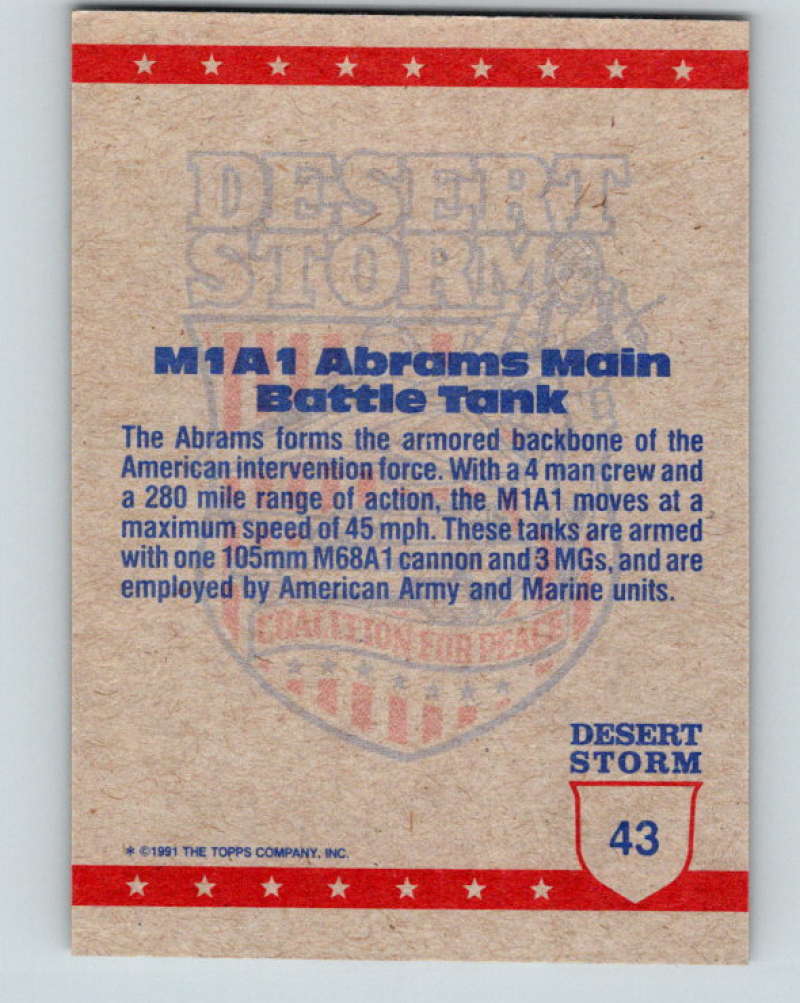 DESERT
STORM
M1A1 Abrams Main
Battle Tank
The Abrams forms the armored backbone of the
American intervention force. With a 4 man crew and
a 280 mile range of action, the M1A1 moves at a
maximum speed of 45 mph. These tanks are armed
with one 105mm M68A1 cannon and 3 MGs, and are
employed by American Army and Marine units.
COALITION FOR PEACE
DESERT
STORM
43
* ©1991 THE TOPPS COMPANY, INC.